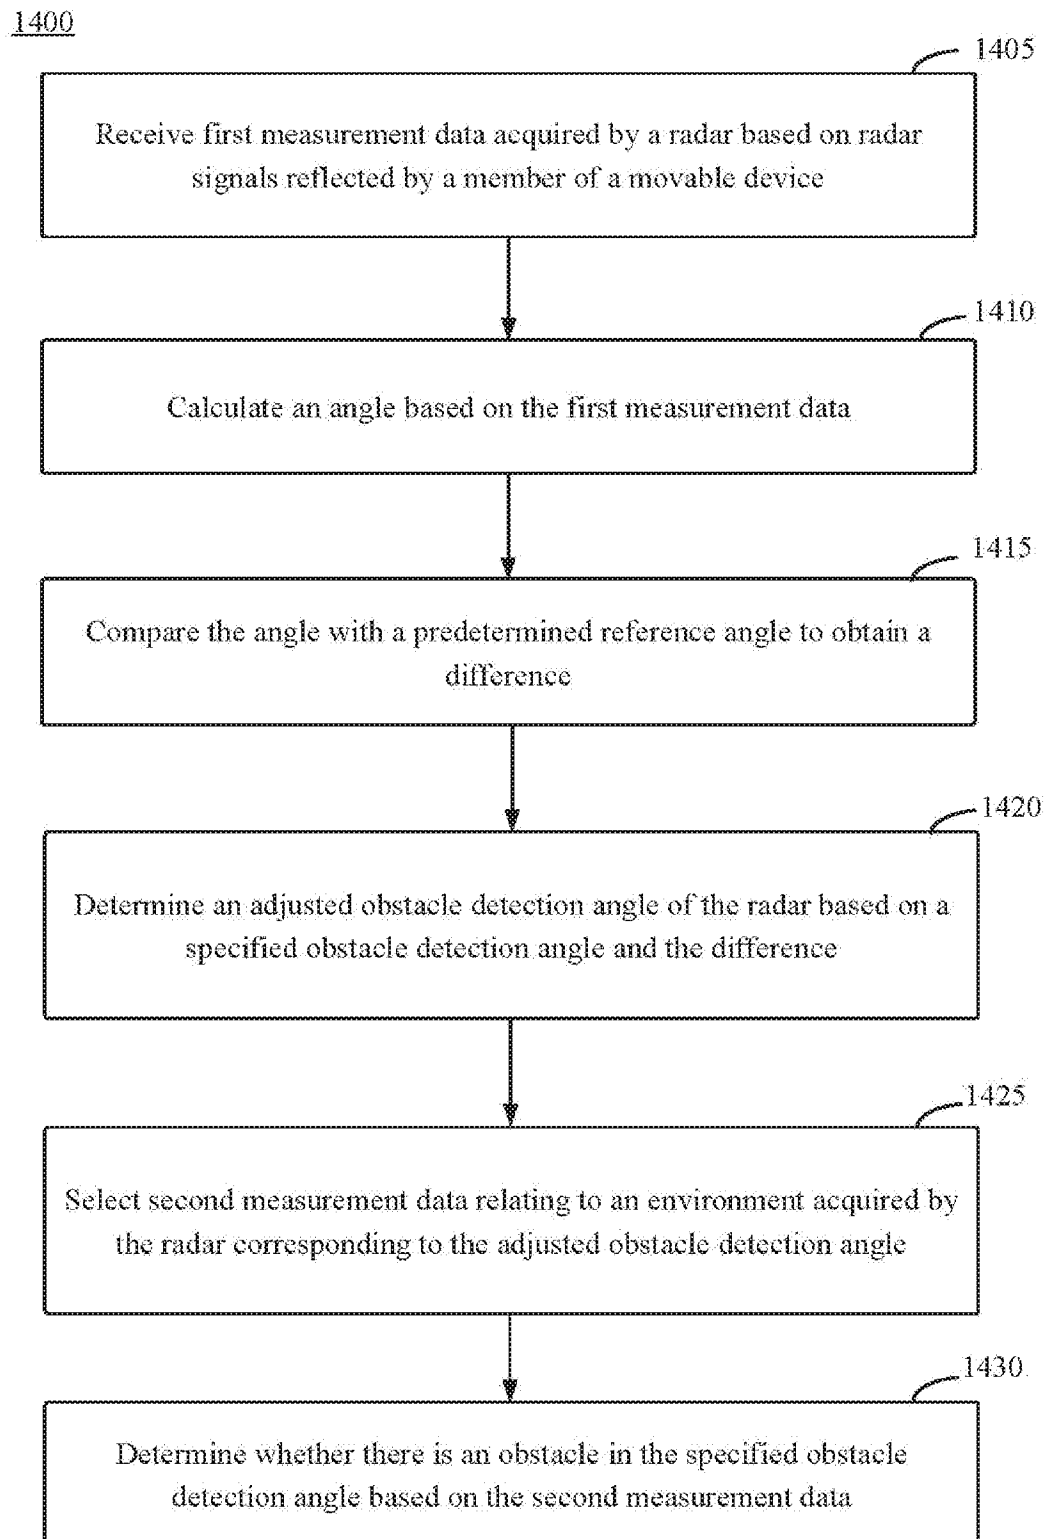 1400
1405
Receive first measurement data acquired by a radar based on radar
signals reflected by a member of a movable device
1410
Calculate an angle based on the first measurement data
1415
Compare the angle with a predetermined reference angle to obtain a
difference
1420
Determine an adjusted obstacle detection angle of the radar based on a
specified obstacle detection angle and the difference
1425
Select second measurement data relating to an environment acquired by
the radar corresponding to the adjusted obstacle detection angle
1430
Determine whether there is an obstacle in the specified obstacle
detection angle based on the second measurement data